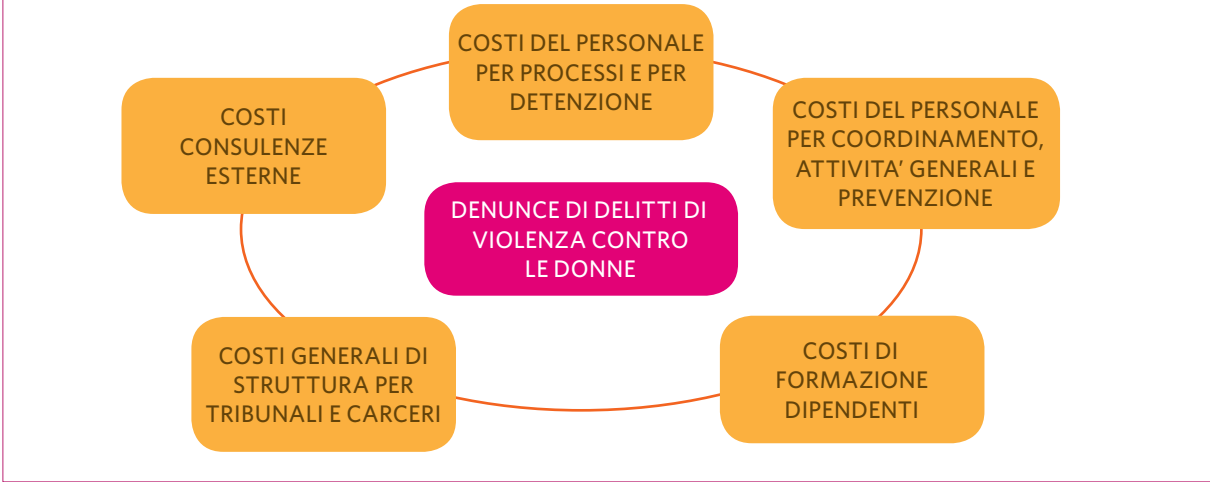 COSTI DEL PERSONALE
PER PROCESSI E PER
DETENZIONE
COSTI
CONSULENZE
ESTERNE
COSTI DEL PERSONALE
PER COORDINAMENTO,
ATTIVITA’ GENERALI E
PREVENZIONE
DENUNCE DI DELITTI DI
VIOLENZA CONTRO
LE DONNE
COSTI GENERALI DI
STRUTTURA PER
TRIBUNALI E CARCERI
COSTI DI
FORMAZIONE
DIPENDENTI